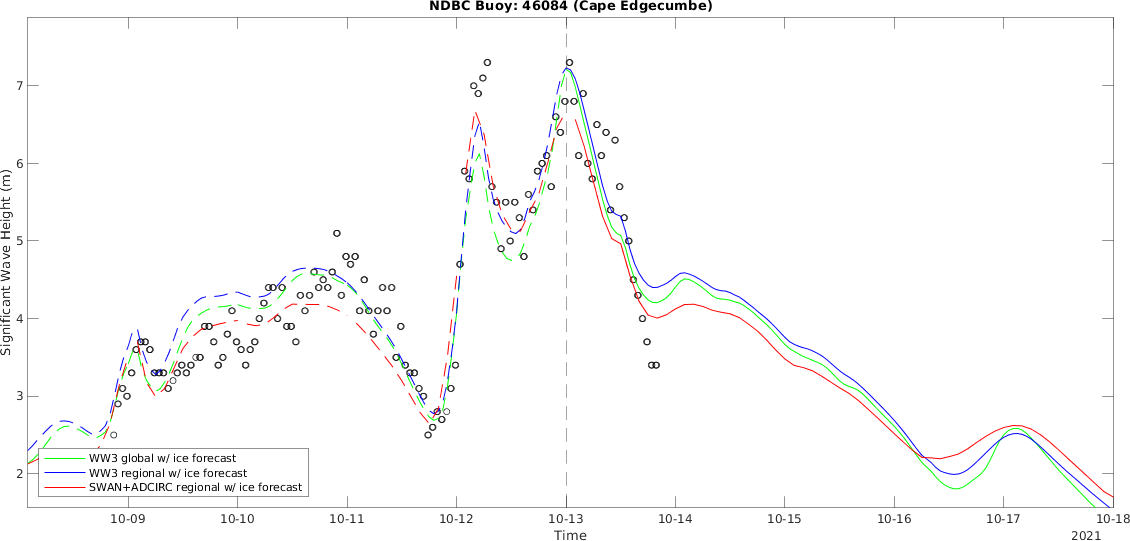 NDBC Buoy: 46084 (Cape Edgecumbe)
Significant Wave Height (m)
7
6
5
4
3
2
WW3 global w/ ice forecast
WW3 regional w/ ice forecast
SWAN+ADCIRC regional w/ ice forecast
10-09 10-10 10-11 10-12 10-13 10-14 10-15 10-16 10-17 10-18
Time
2021